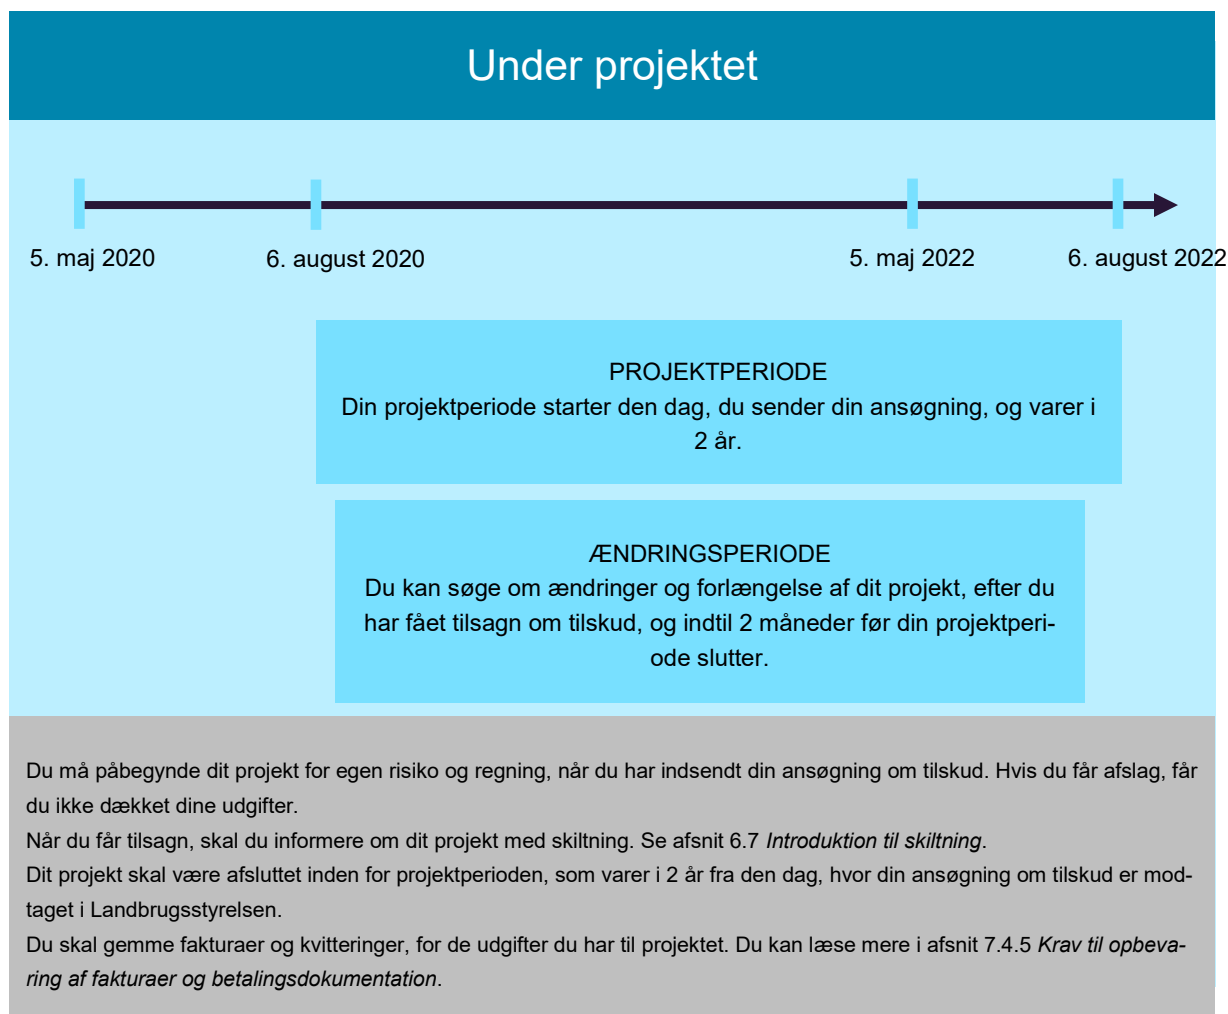 Under projektet
5. maj 2020
6. august 2020
5. maj 2022
6. august 2022
PROJEKTPERIODE
Din projektperiode starter den dag, du sender din ansøgning, og varer i
2 år.
ÆNDRINGSPERIODE
Du kan søge om ændringer og forlængelse af dit projekt, efter du
har fået tilsagn om tilskud, og indtil 2 måneder før din projektperi-
ode slutter.
Du må påbegynde dit projekt for egen risiko og regning, når du har indsendt din ansøgning om tilskud. Hvis du får afslag, får
du ikke dækket dine udgifter.
Når du får tilsagn, skal du informere om dit projekt med skiltning. Se afsnit 6.7 Introduktion til skiltning.
Dit projekt skal være afsluttet inden for projektperioden, som varer i 2 år fra den dag, hvor din ansøgning om tilskud er mod-
taget i Landbrugsstyrelsen.
Du skal gemme fakturaer og kvitteringer, for de udgifter du har til projektet. Du kan læse mere i afsnit 7.4.5 Krav til opbeva-
ring af fakturaer og betalingsdokumentation.